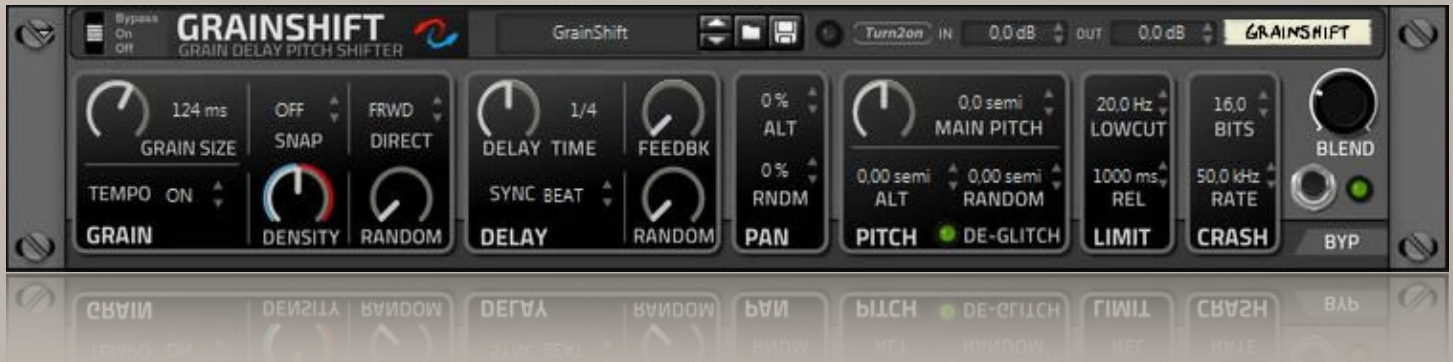 Bypass
On
Off
GRAINSHIFT
GRAIN DELAY PITCH SHIFTER
GrainShift
Turn2on
IN 0,0 dB
OUT 0,0 dB
GRAINSHIFT
124 ms
GRAIN SIZE
OFF
SNAP
FRWD
DIRECT
TEMPO ON
GRAIN
DENSITY
RANDOM
1/4
DELAY TIME
FEEDBK
SYNC BEAT
DELAY
RANDOM
0 %
ALT
0 %
RNDM
PAN
0,0 semi
MAIN PITCH
0,00 semi
ALT
0,00 semi
RANDOM
PITCH
DE-GLITCH
20,0 Hz
LOWCUT
1000 ms
REL
LIMIT
16,0
BITS
50,0 kHz
RATE
CRASH
BLEND
BYP